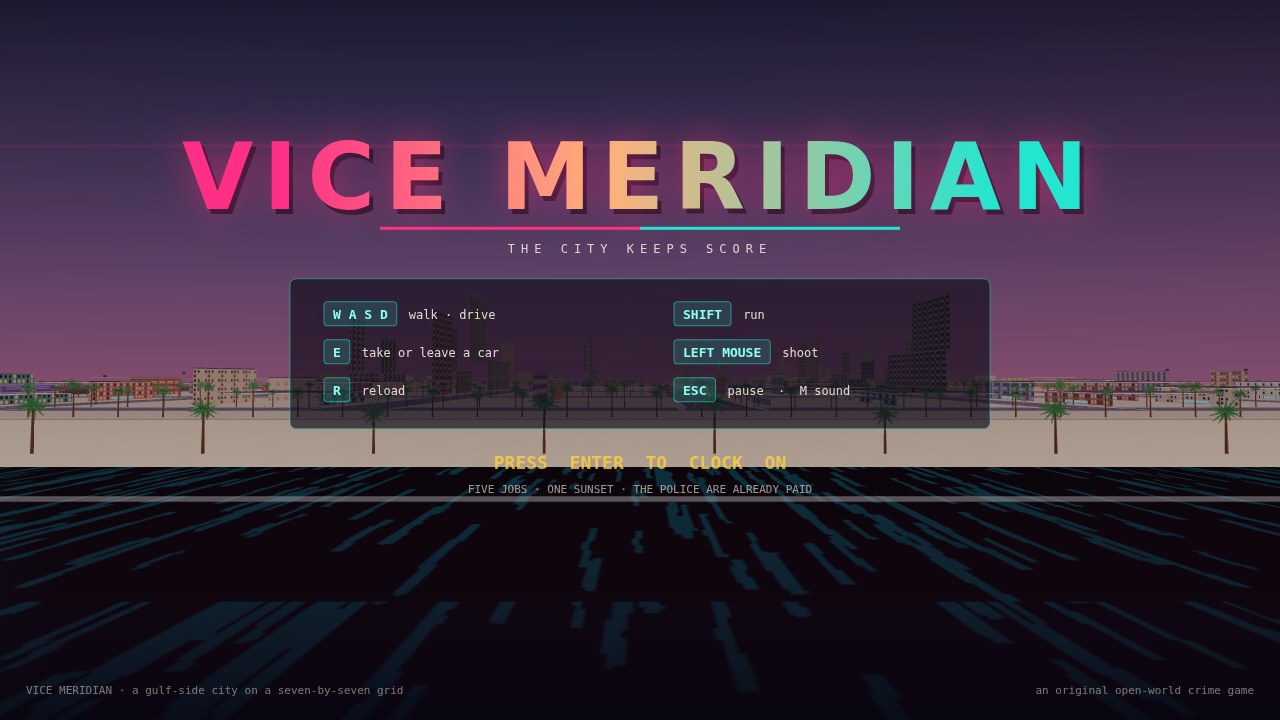 VICE MERIDIAN
THE CITY KEEPS SCORE
W A S D walk · drive
SHIFT run
E take or leave a car
LEFT MOUSE shoot
R reload
ESC pause · M sound
PRESS ENTER TO CLOCK ON
FIVE JOBS · ONE SUNSET · THE POLICE ARE ALREADY PAID
VICE MERIDIAN · a gulf-side city on a seven-by-seven grid
an original open-world crime game